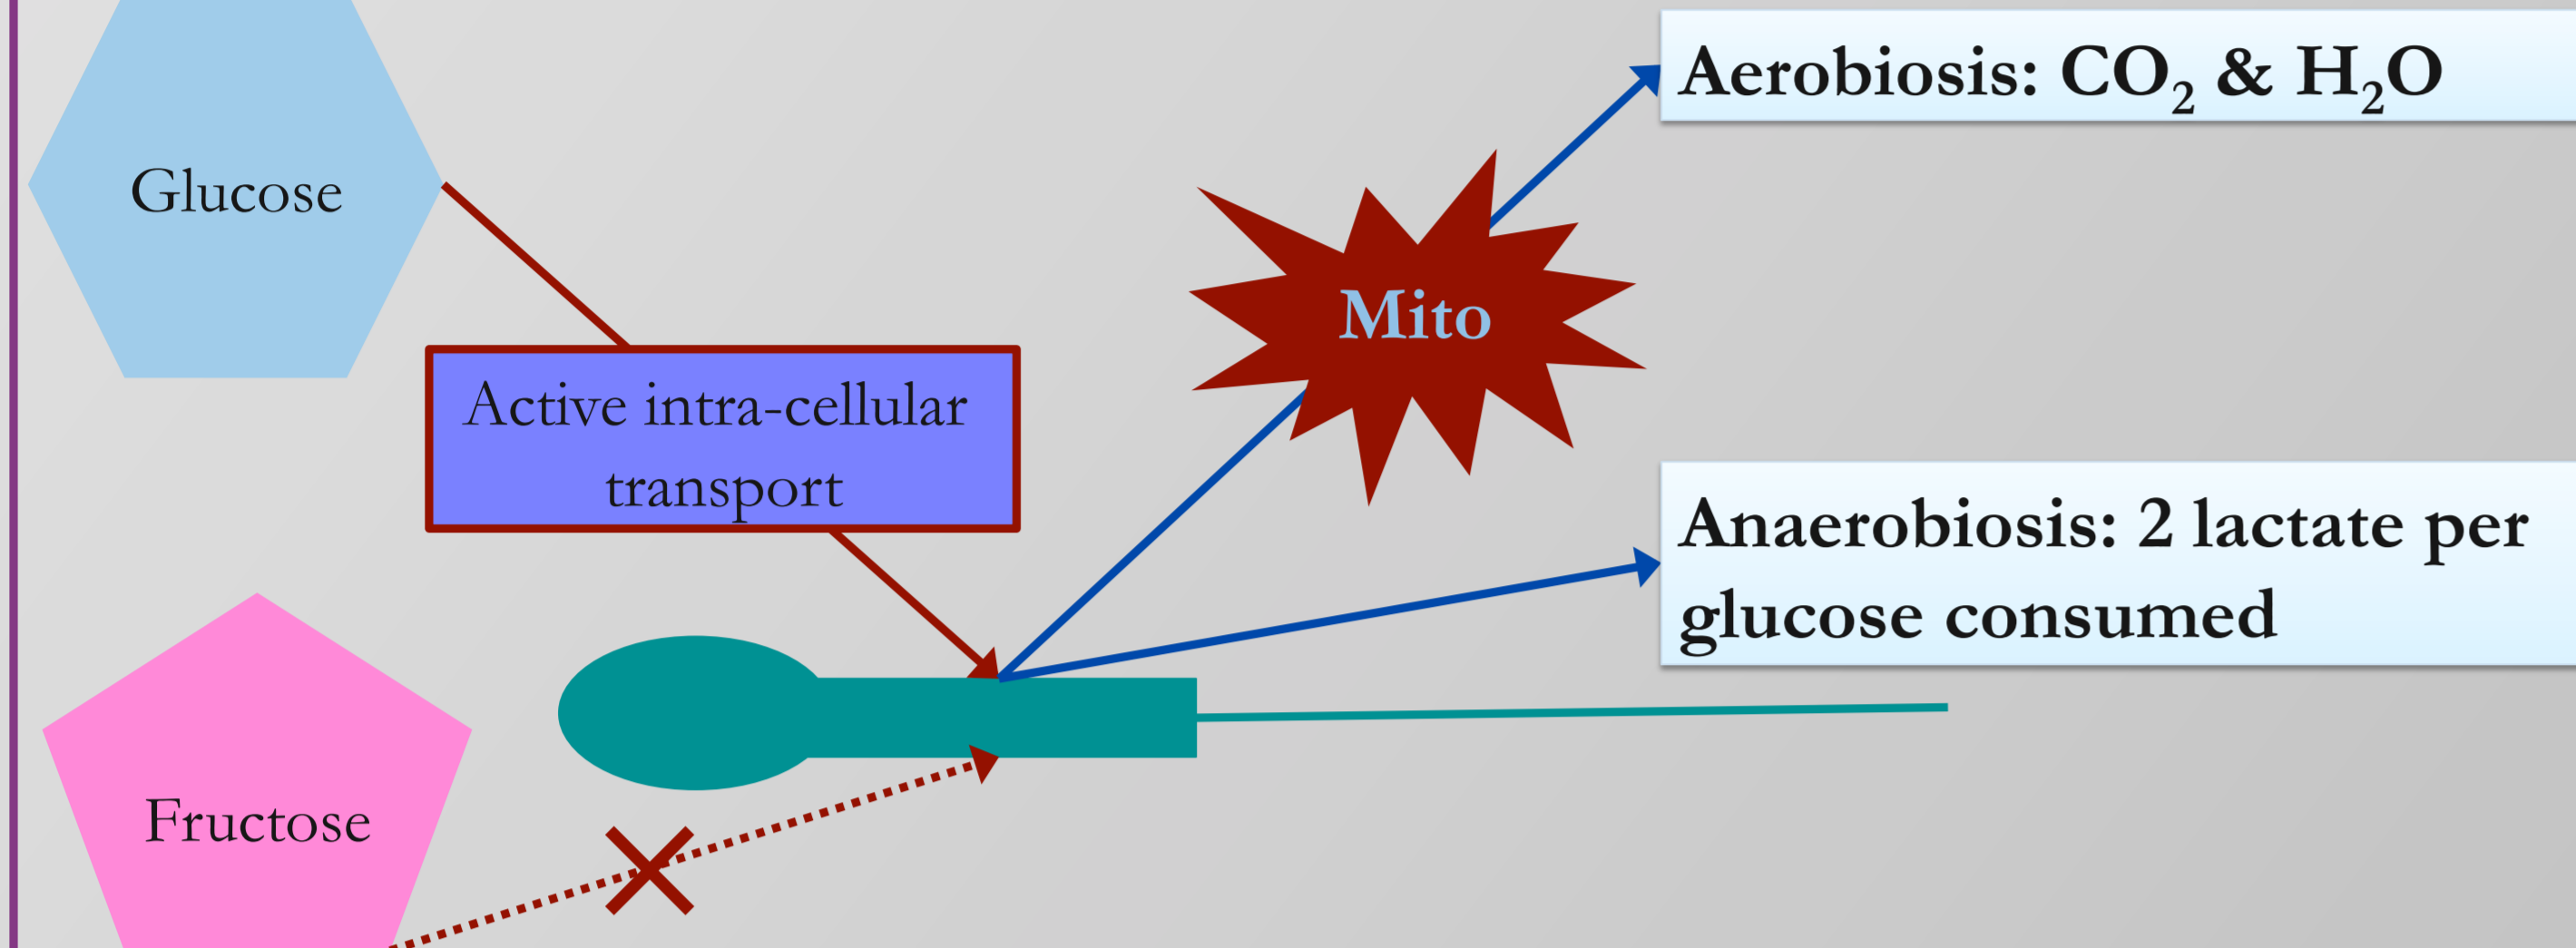 Aerobiosis: CO₂ & H₂O
Glucose
Mito
Active intra-cellular
transport
Anaerobiosis: 2 lactate per
glucose consumed
Fructose